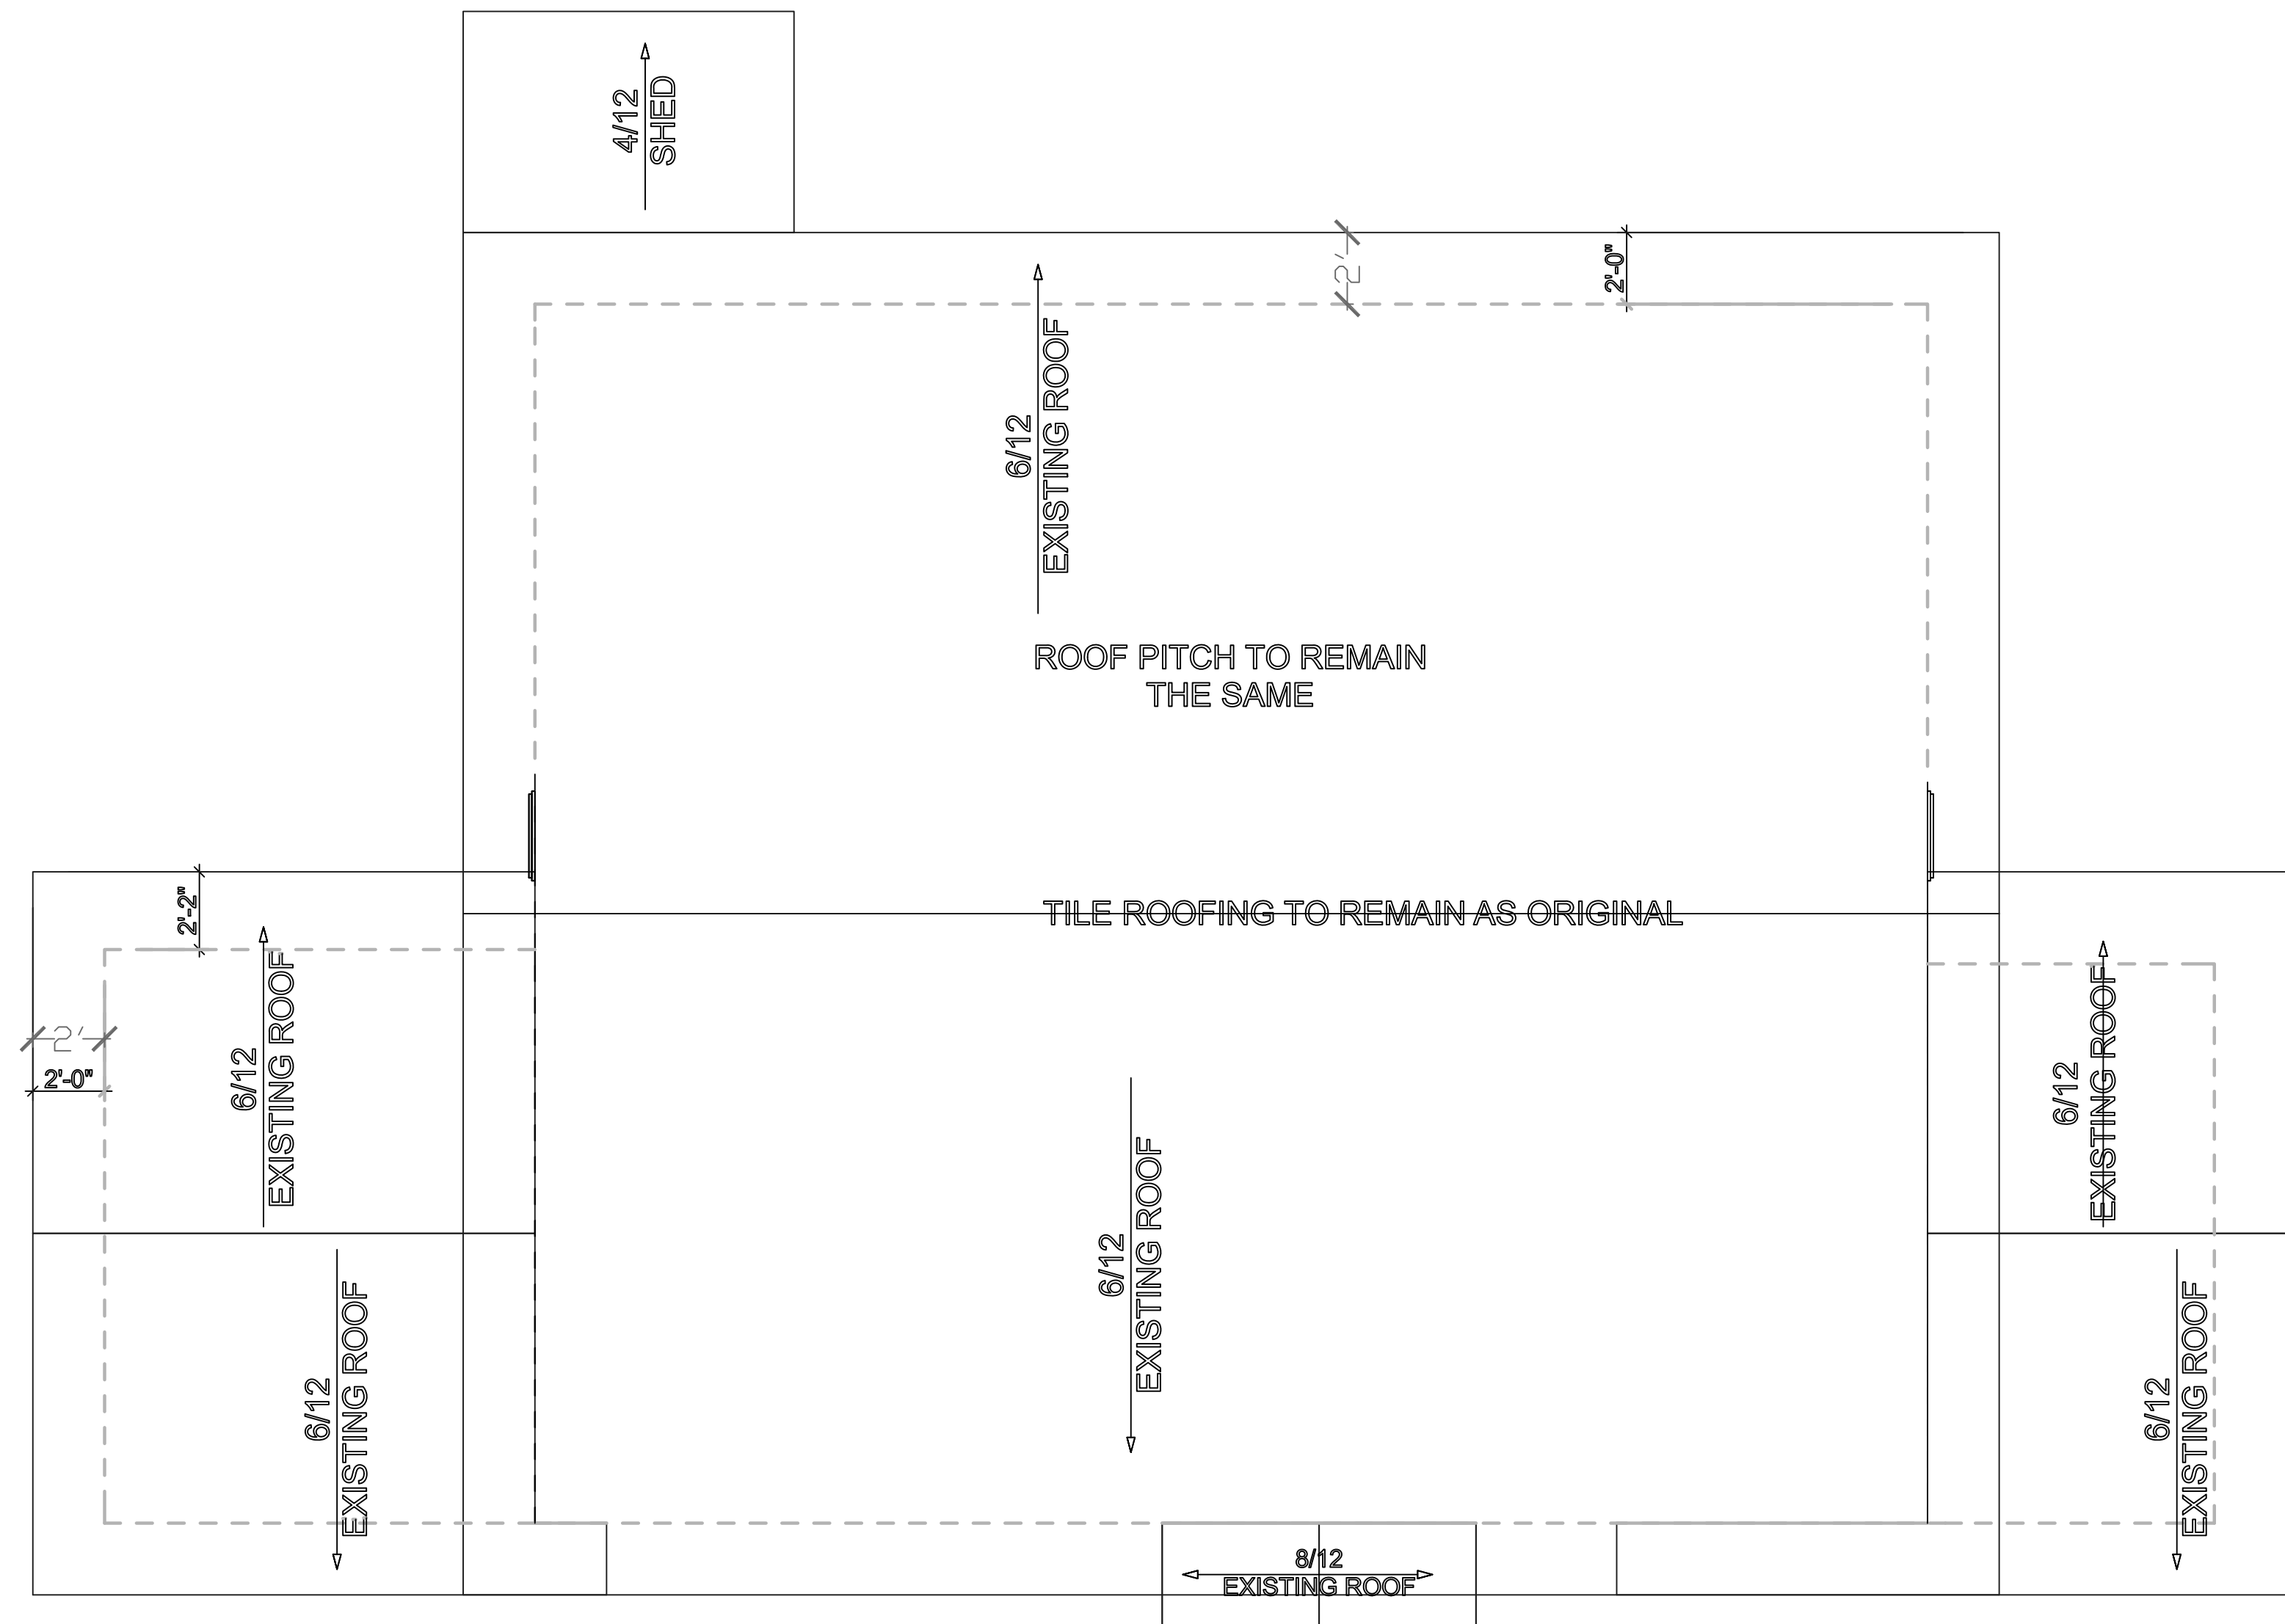 4/12
SHED
2'
2'-0"
6/12
EXISTING ROOF
ROOF PITCH TO REMAIN
THE SAME
TILE ROOFING TO REMAIN AS ORIGINAL
2'-2"
6/12
EXISTING ROOF
2'
2'-0"
6/12
EXISTING ROOF
6/12
EXISTING ROOF
6/12
EXISTING ROOF
6/12
EXISTING ROOF
8/12
EXISTING ROOF